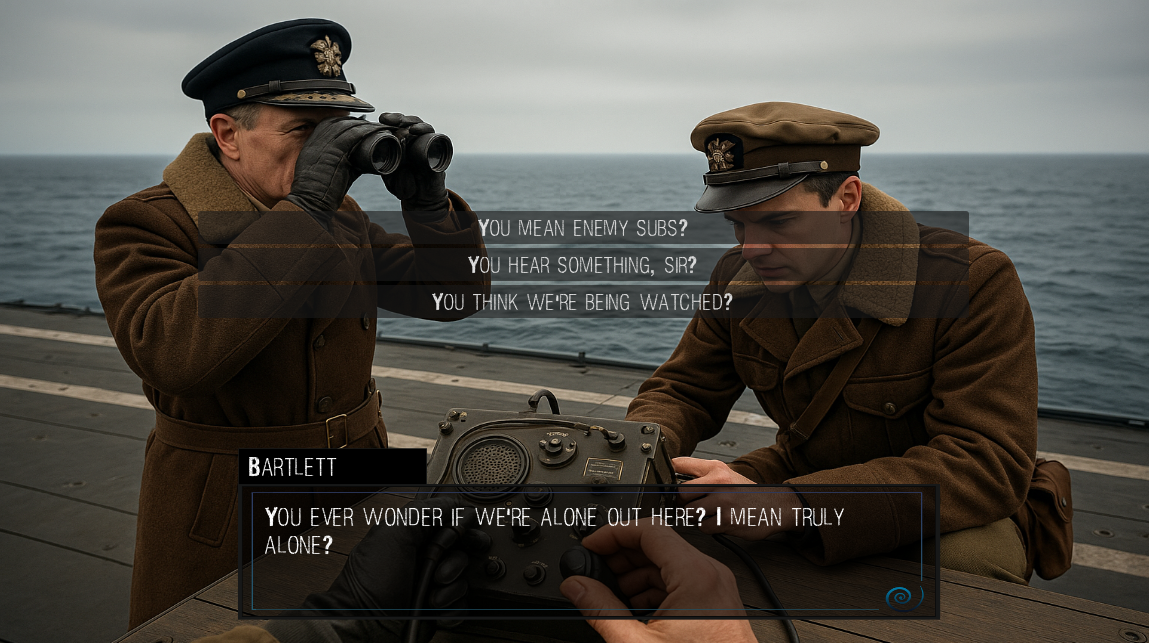 You mean enemy subs?
You hear something, sir?
You think we're being watched?
Bartlett
You ever wonder if we're alone out here? I mean truly
alone?